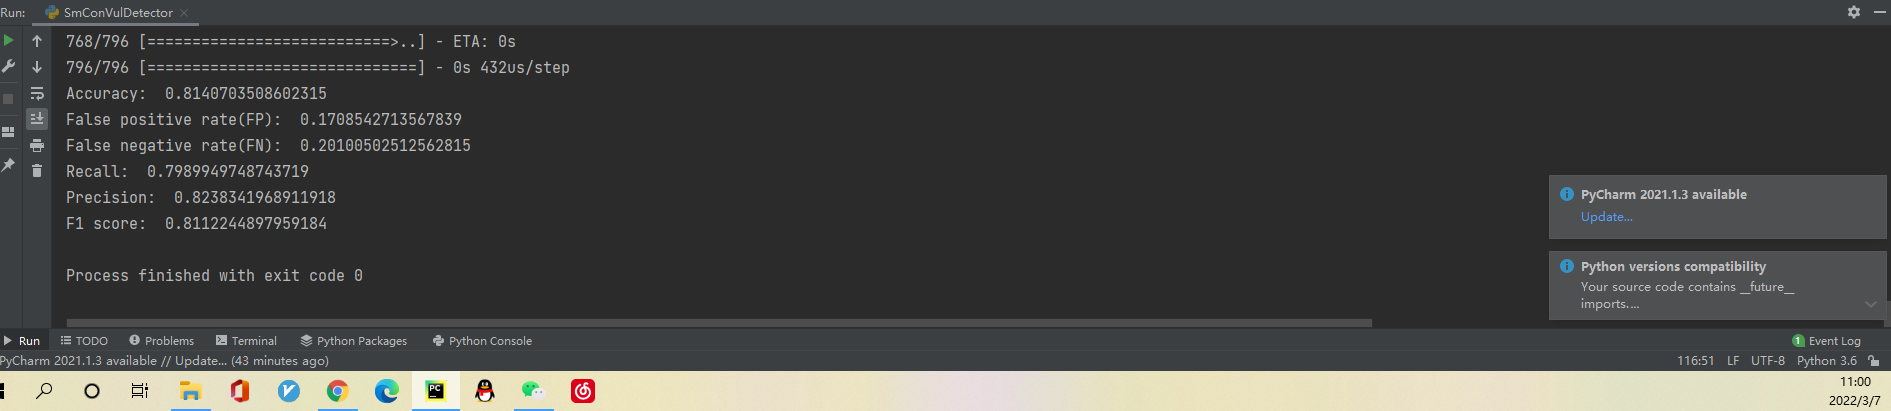 Run: SmConVulDetector
768/796 [===========================>..] - ETA: 0s
796/796 [==============================] - 0s 432us/step
Accuracy:  0.8140703508602315
False positive rate(FP):  0.1708542713567839
False negative rate(FN):  0.20100502512562815
Recall:  0.7989949748743719
Precision:  0.8238341968911918
F1 score:  0.8112244897959184
Process finished with exit code 0
PyCharm 2021.1.3 available
Update...
Python versions compatibility
Your source code contains __future__
imports....
Run TODO Problems Terminal Python Packages Python Console 1 Event Log
PyCharm 2021.1.3 available // Update... (43 minutes ago) 116:51 LF UTF-8 Python 3.6
PC
11:00
2022/3/7